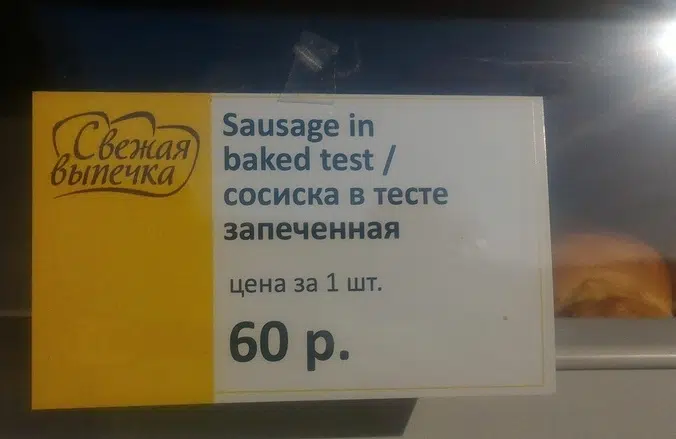 Свежая
выпечка
Sausage in
baked test /
сосиска в тесте
запеченная
цена за 1 шт.
60 р.